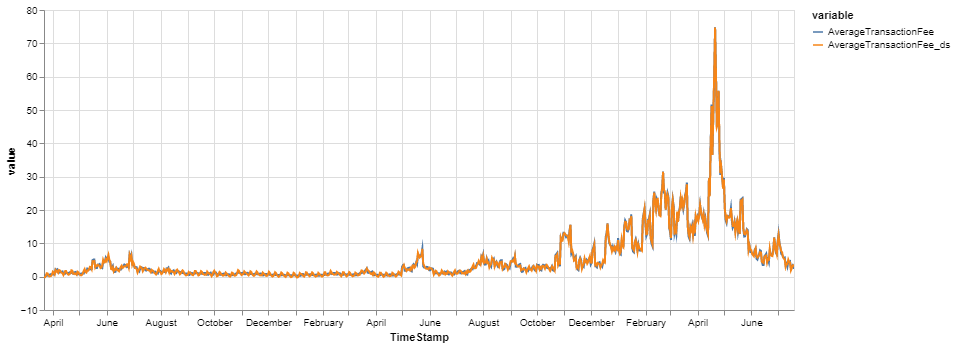 variable
AverageTransactionFee
AverageTransactionFee_ds
80
70
60
50
40
30
20
10
0
−10
value
April June August October December February April June August October December February April June
TimeStamp